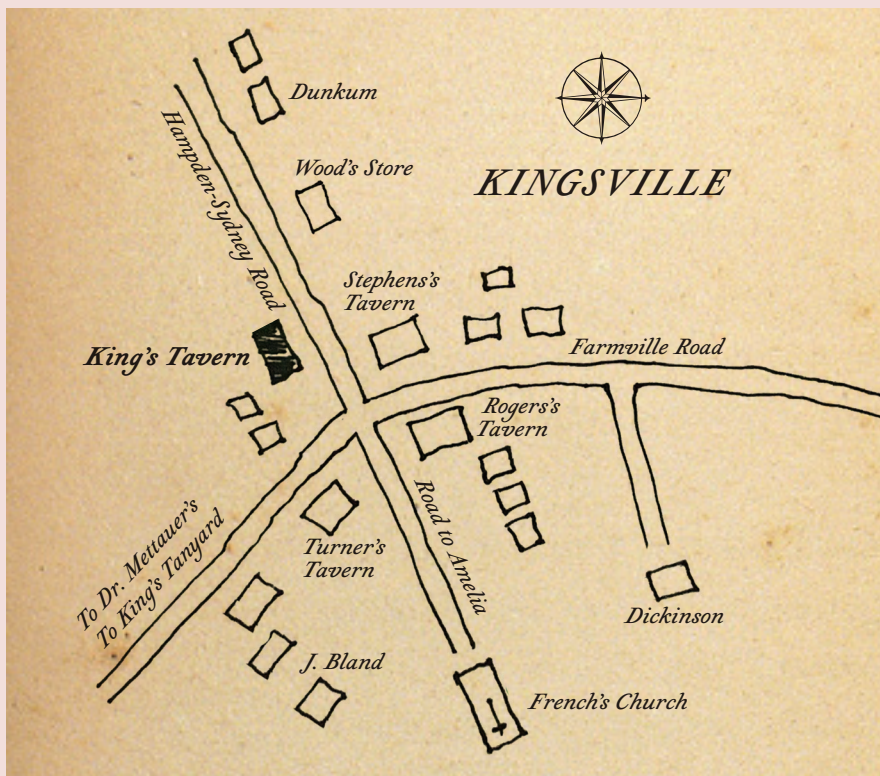 Dunkum
KINGSVILLE
Wood's Store
Hampden-Sydney Road
Stephens's
Tavern
King's Tavern
Farmville Road
Rogers's
Tavern
Road to Amelia
To Dr. Mettauer's
To King's Tanyard
Turner's
Tavern
Dickinson
J. Bland
French's Church